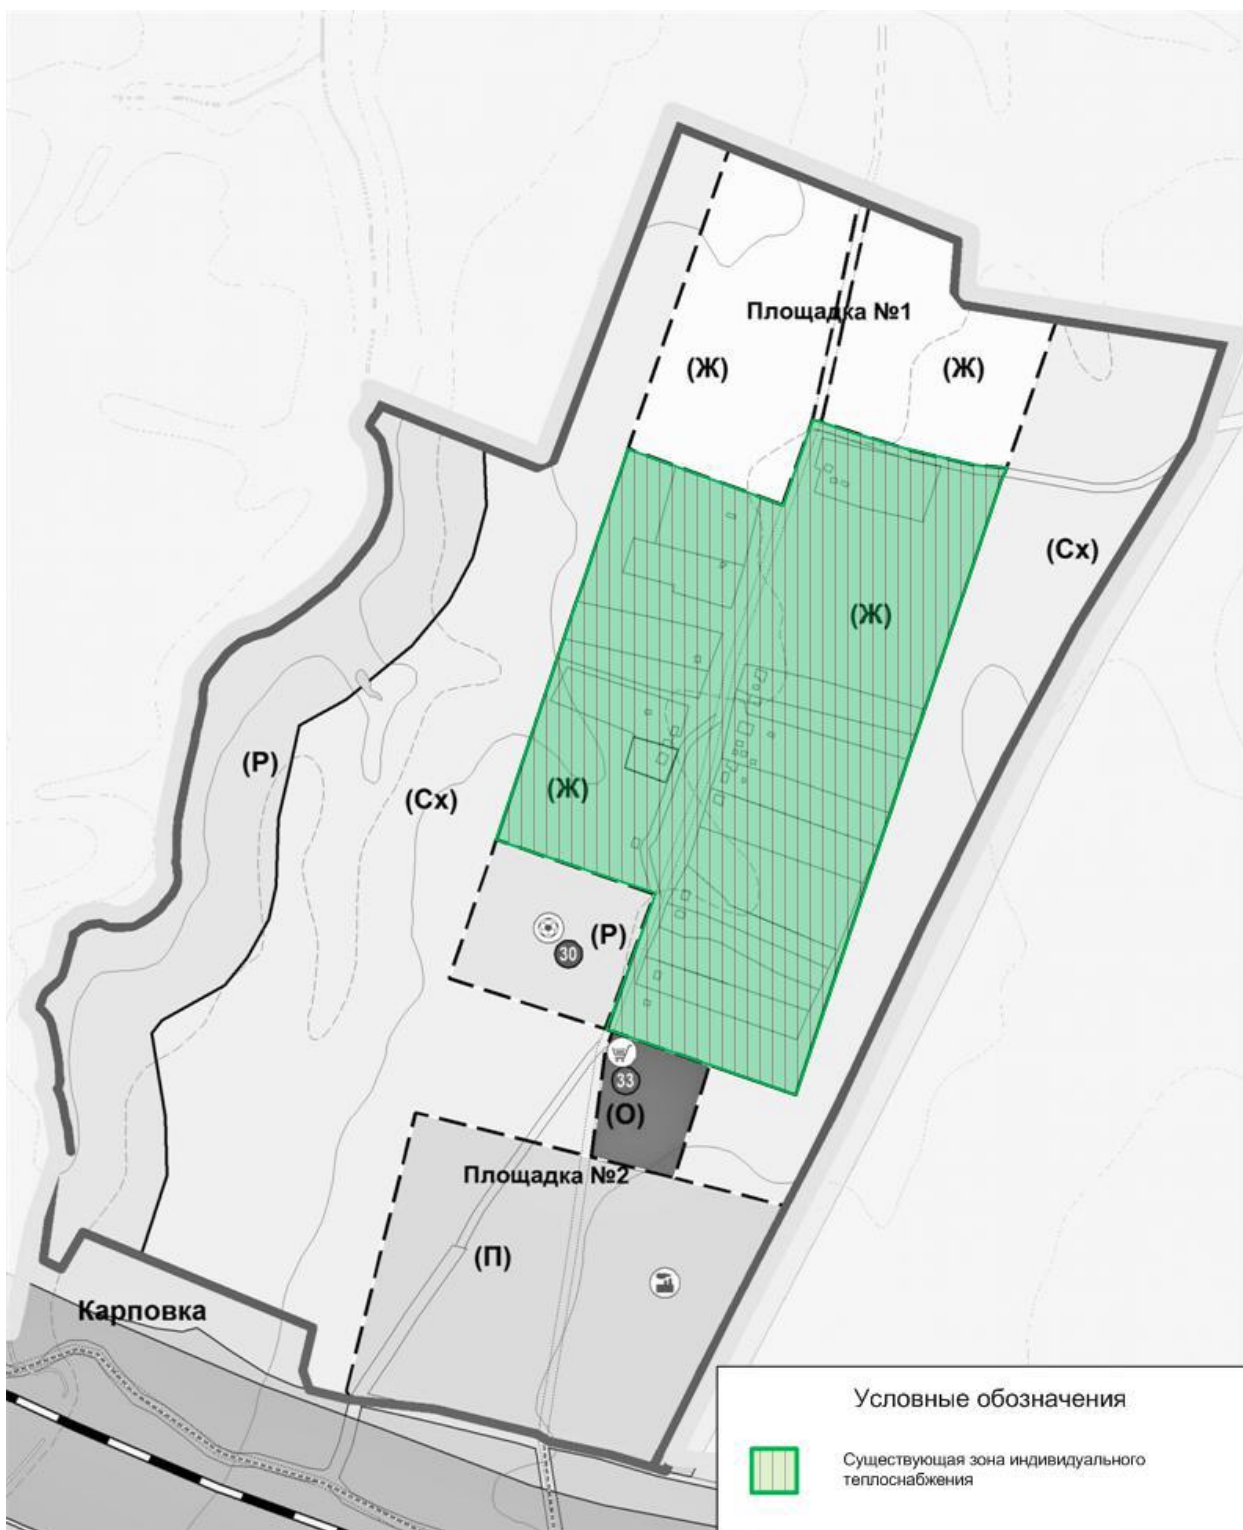 Площадка №1
(Ж)
(Ж)
(Сх)
(Ж)
(Р)
(Ж)
(Сх)
(Р)
30
33
(О)
Площадка №2
(П)
Карповка
Условные обозначения
Существующая зона индивидуального
теплоснабжения